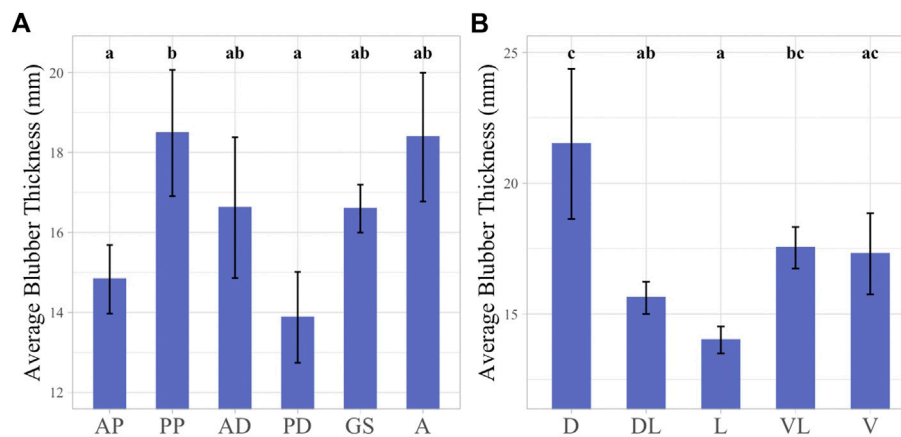 A
a b ab a ab ab
Average Blubber Thickness (mm)
20
18
16
14
12
AP PP AD PD GS A
B
c ab a bc ac
Average Blubber Thickness (mm)
25
20
15
D DL L VL V